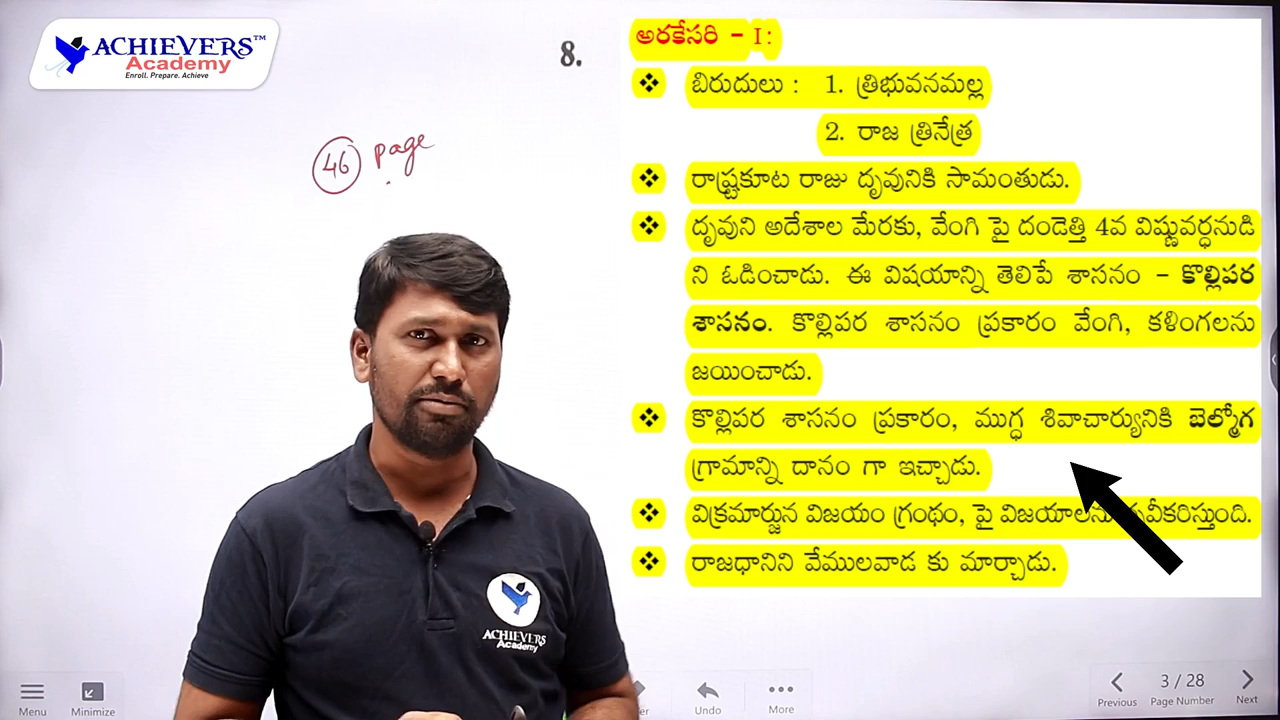 ACHIEVERS™
Academy
Enroll. Prepare. Achieve
8.
46 page
అరకేసరి - I:
❖ బిరుదులు : 1. త్రిభువనమల్ల
2. రాజ త్రినేత్ర
❖ రాష్ట్రకూట రాజు దృవునికి సామంతుడు.
❖ దృవుని అదేశాల మేరకు, వేంగి పై దండెత్తి 4వ విష్ణువర్ధనుడి
ని ఓడించాడు. ఈ విషయాన్ని తెలిపే శాసనం - కొల్లిపర
శాసనం. కొల్లిపర శాసనం ప్రకారం వేంగి, కళింగలను
జయించాడు.
❖ కొల్లిపర శాసనం ప్రకారం, ముగ్ధ శివాచార్యునికి బెల్మోగ
గ్రామాన్ని దానం గా ఇచ్చాడు.
❖ విక్రమార్జున విజయం గ్రంథం, పై విజయాలను
❖ రాజధానిని వేములవాడ కు మార్చాడు.
ACHIEVERS
Academy
Menu
Minimize
Undo
More
Previous
3 / 28
Page Number
Next